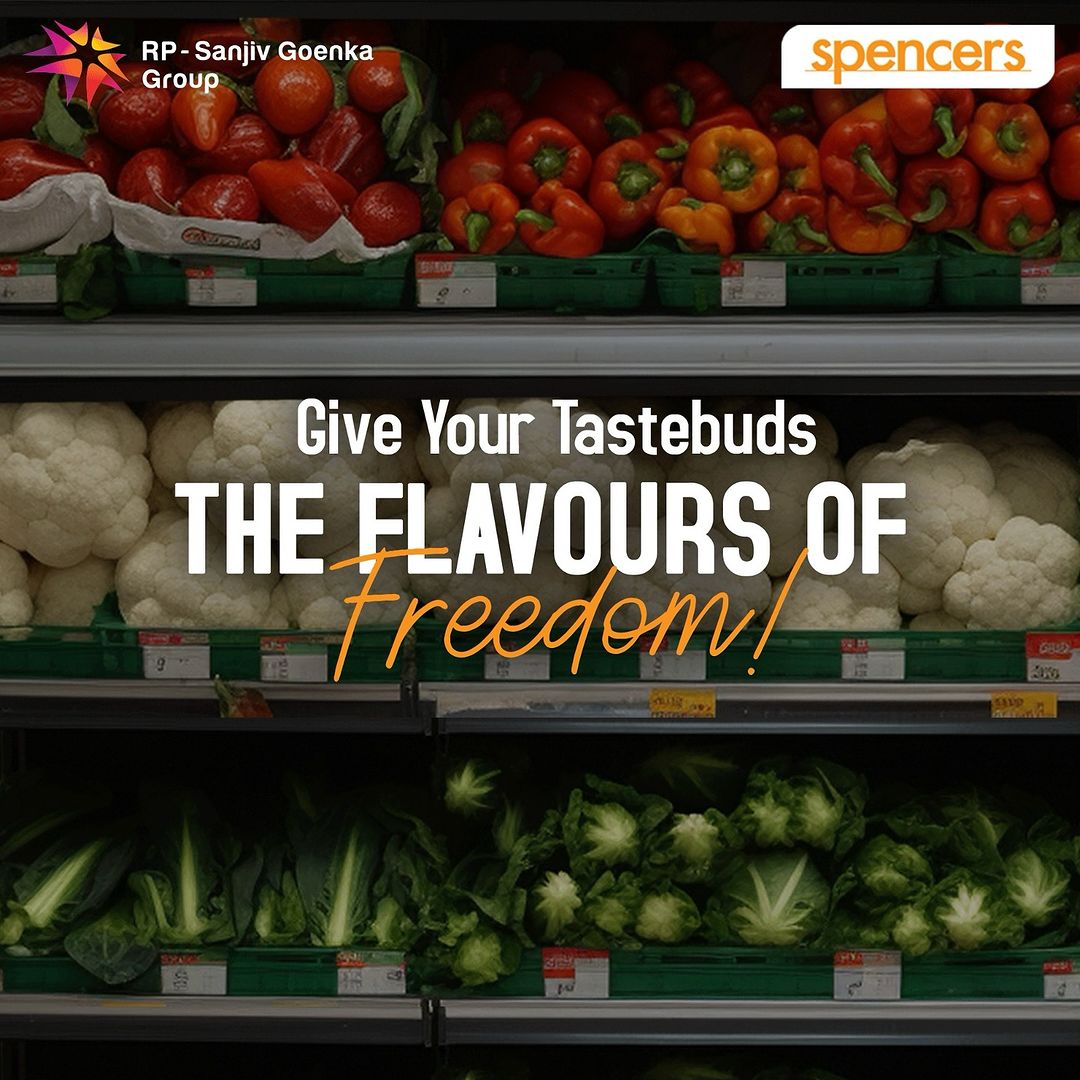 RP - Sanjiv Goenka
Group
spencers
Give Your Tastebuds
THE FLAVOURS OF
Freedom!